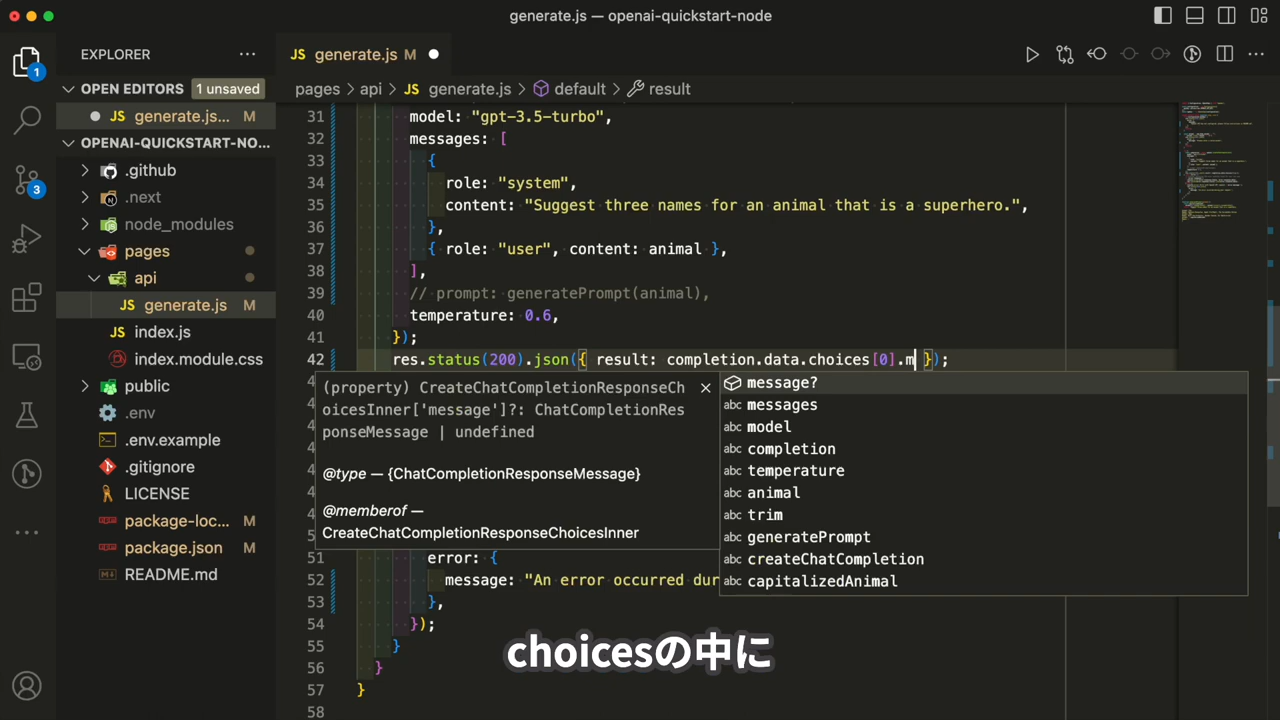 generate.js — openai-quickstart-node
EXPLORER
JS generate.js M
OPEN EDITORS 1 unsaved
JS generate.js... M
OPENAI-QUICKSTART-NO...
.github
.next
node_modules
pages
api
JS generate.js M
JS index.js
index.module.css
public
.env
.env.example
.gitignore
LICENSE
package-loc... M
package.json M
README.md
1
3
pages > api > JS generate.js > default > result
31 model: "gpt-3.5-turbo",
32 messages: [
33 {
34 role: "system",
35 content: "Suggest three names for an animal that is a superhero.",
36 },
37 { role: "user", content: animal },
38 ],
39 // prompt: generatePrompt(animal),
40 temperature: 0.6,
41 });
42 res.status(200).json({ result: completion.data.choices[0].m });
(property) CreateChatCompletionResponseCh
oicesInner['message']?: ChatCompletionRes
ponseMessage | undefined
@type — {ChatCompletionResponseMessage}
@memberof —
CreateChatCompletionResponseChoicesInner
message?
abc messages
abc model
abc completion
abc temperature
abc animal
abc trim
abc generatePrompt
abc createChatCompletion
abc capitalizedAnimal
51 error: {
52 message: "An error occurred dur
53 },
54 });
55 }
56 }
57 }
58
choicesの中に